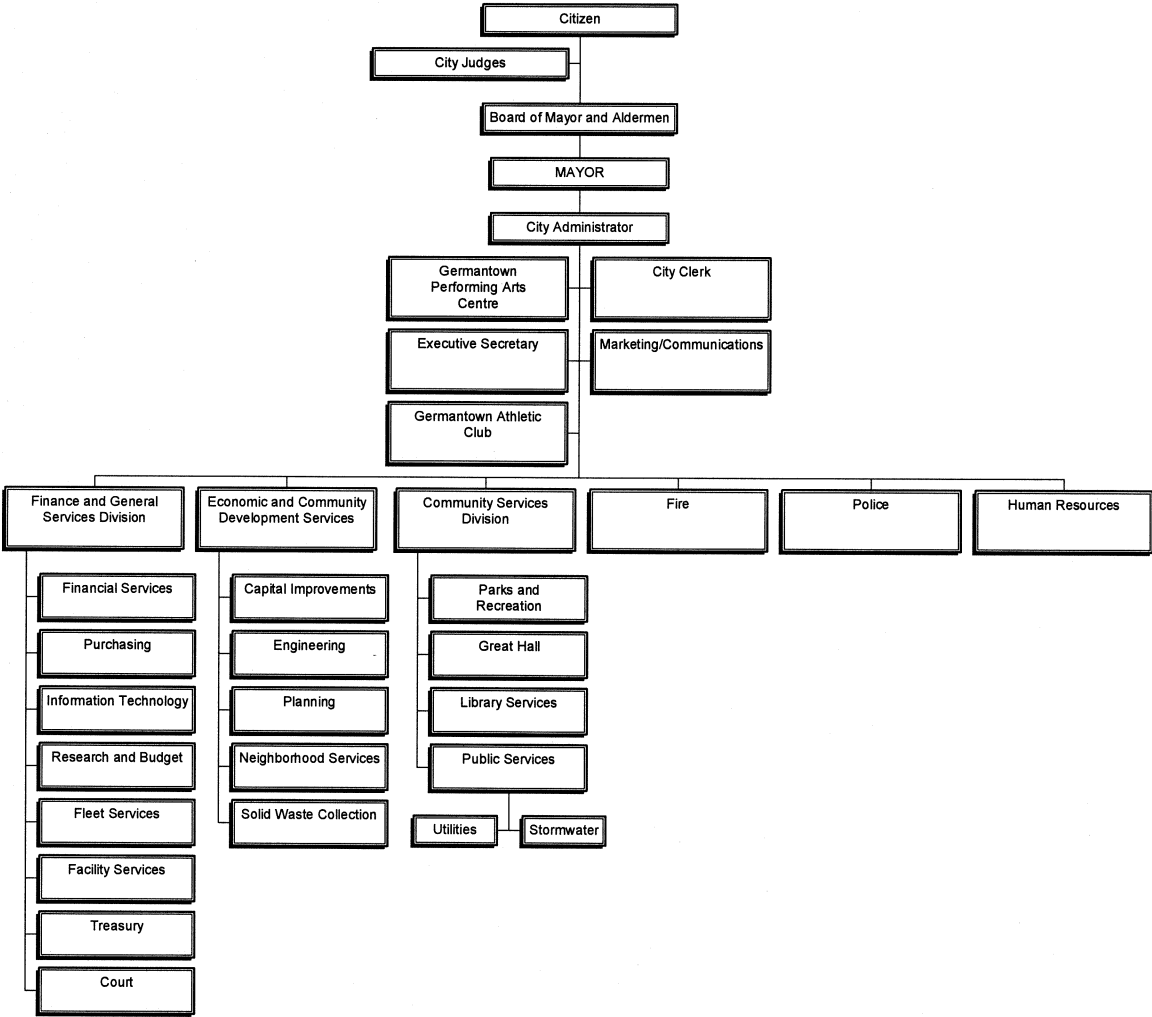 Citizen
City Judges
Board of Mayor and Aldermen
MAYOR
City Administrator
Germantown
Performing Arts
Centre
City Clerk
Executive Secretary
Marketing/Communications
Germantown Athletic
Club
Finance and General
Services Division
Economic and Community
Development Services
Community Services
Division
Fire
Police
Human Resources
Financial Services
Purchasing
Information Technology
Research and Budget
Fleet Services
Facility Services
Treasury
Court
Capital Improvements
Engineering
Planning
Neighborhood Services
Solid Waste Collection
Parks and
Recreation
Great Hall
Library Services
Public Services
Utilities
Stormwater